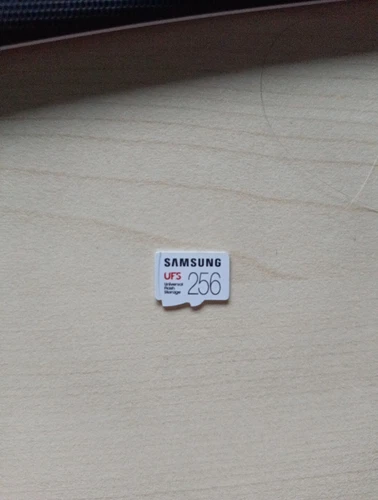 SAMSUNG
UFS 256
Universal
Flash
Storage